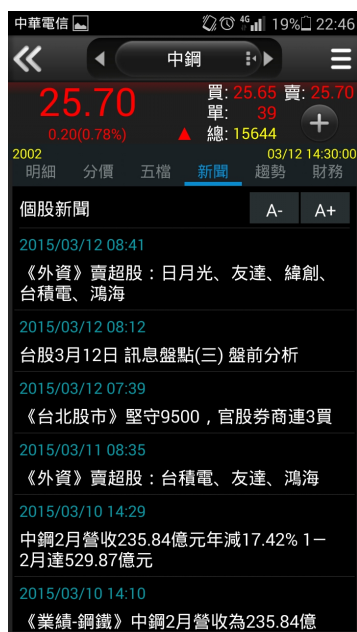 中華電信 4G 19% 22:46
中鋼
25.70 買: 25.65 賣: 25.70
單: 39
0.20(0.78%) ▲ 總: 15644
2002 03/12 14:30:00
明細 分價 五檔 新聞 趨勢 財務
個股新聞 A- A+
2015/03/12 08:41
《外資》賣超股：日月光、友達、緯創、
台積電、鴻海
2015/03/12 08:12
台股3月12日 訊息盤點(三) 盤前分析
2015/03/12 07:39
《台北股市》堅守9500，官股券商連3買
2015/03/11 08:35
《外資》賣超股：台積電、友達、鴻海
2015/03/10 14:29
中鋼2月營收235.84億元年減17.42% 1－
2月達529.87億元
2015/03/10 14:10
《業績-鋼鐵》中鋼2月營收為235.84億